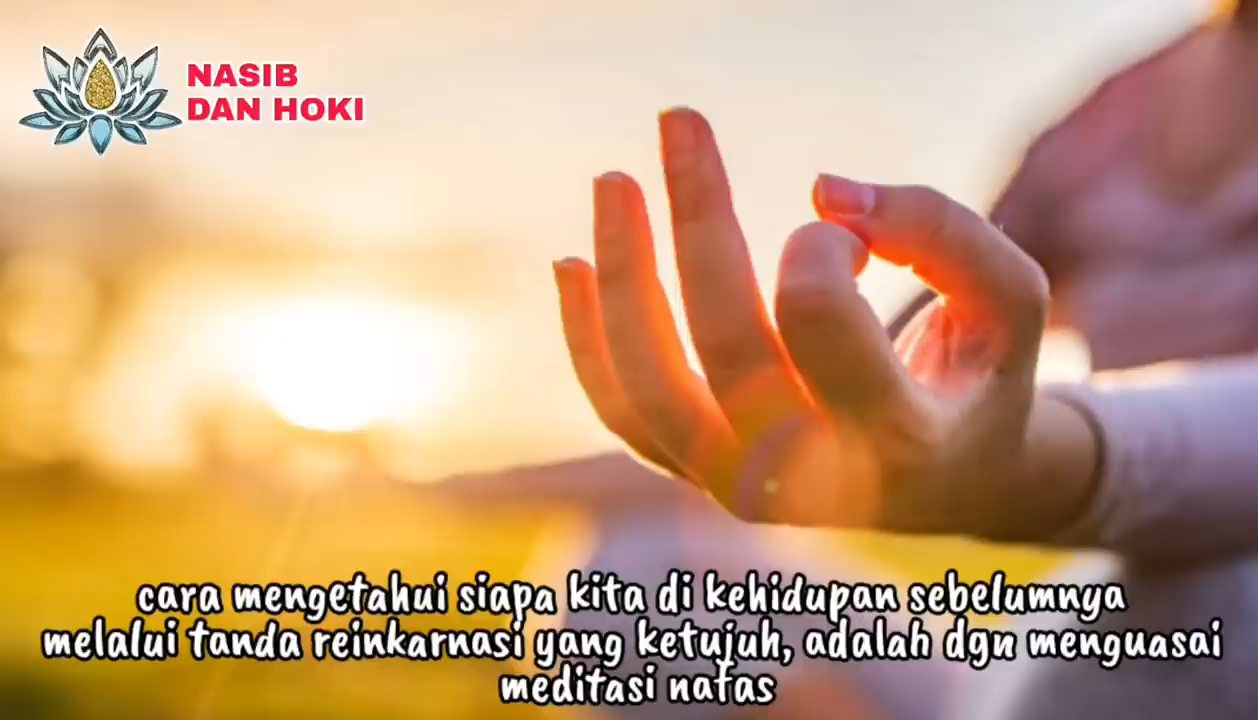 NASIB
DAN HOKI
cara mengetahui siapa kita di kehidupan sebelumnya
melalui tanda reinkarnasi yang ketujuh, adalah dgn menguasai
meditasi nafas